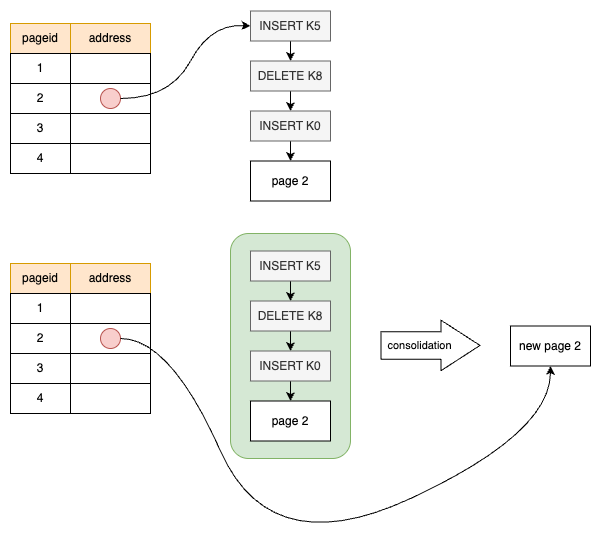 pageid address
1
2
3
4
INSERT K5
DELETE K8
INSERT K0
page 2
pageid address
1
2
3
4
INSERT K5
DELETE K8
INSERT K0
page 2
consolidation
new page 2